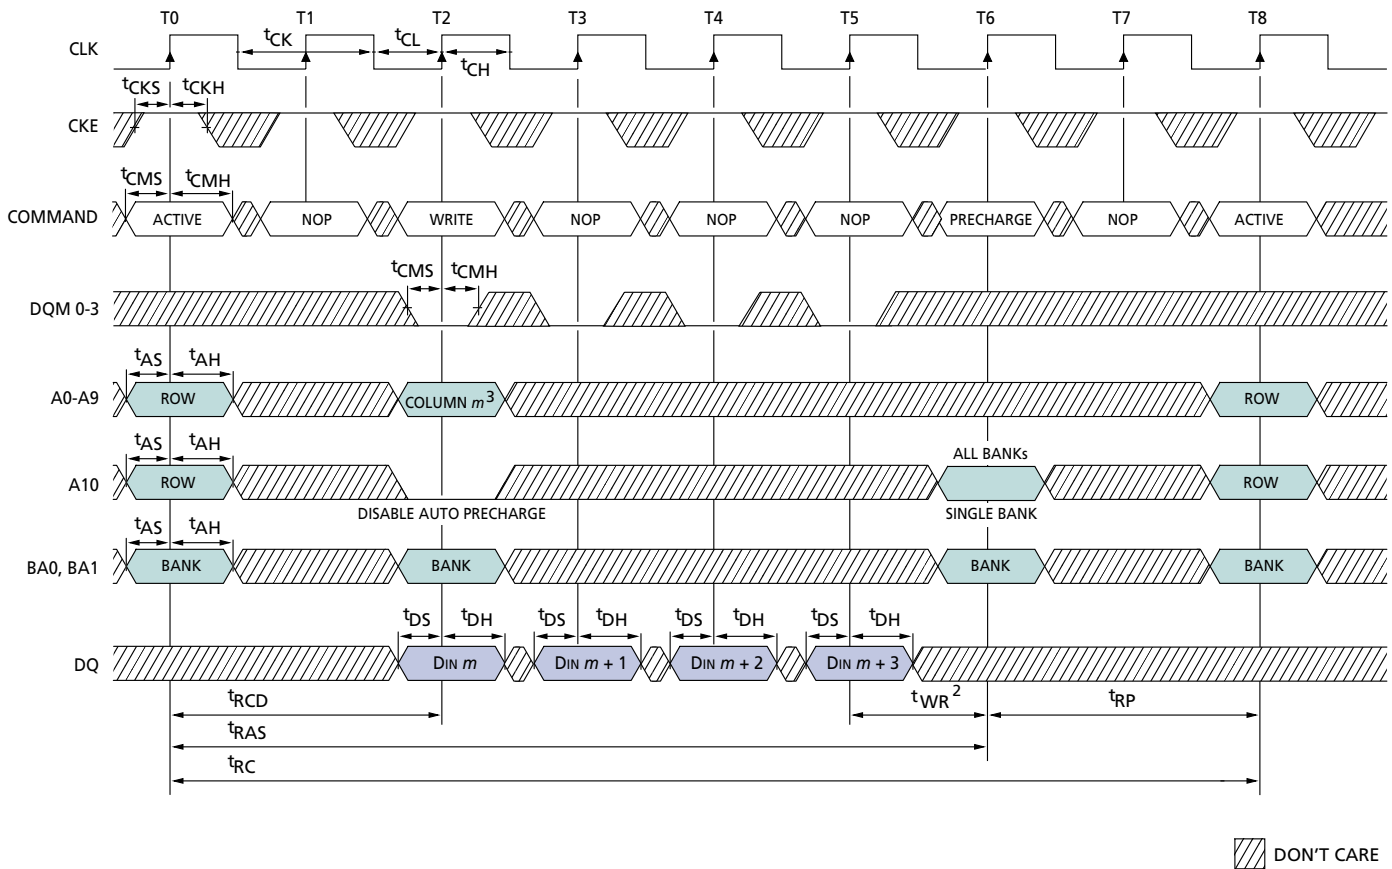 T0 T1 T2 T3 T4 T5 T6 T7 T8
CLK tCK tCL
tCH
tCKS tCKH
CKE
tCMS tCMH
COMMAND ACTIVE NOP WRITE NOP NOP NOP PRECHARGE NOP ACTIVE
tCMS tCMH
DQM 0-3
tAS tAH
A0-A9 ROW COLUMN m3 ROW
tAS tAH ALL BANKs
A10 ROW ROW
DISABLE AUTO PRECHARGE SINGLE BANK
tAS tAH
BA0, BA1 BANK BANK BANK BANK
tDS tDH tDS tDH tDS tDH tDS tDH
DQ DIN m DIN m + 1 DIN m + 2 DIN m + 3
tRCD tWR2 tRP
tRAS
tRC
DON'T CARE